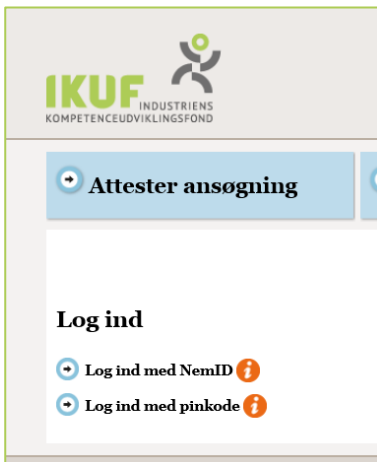 IKUF INDUSTRIENS
KOMPETENCEUDVIKLINGSFOND
Attester ansøgning
Log ind
Log ind med NemID i
Log ind med pinkode i